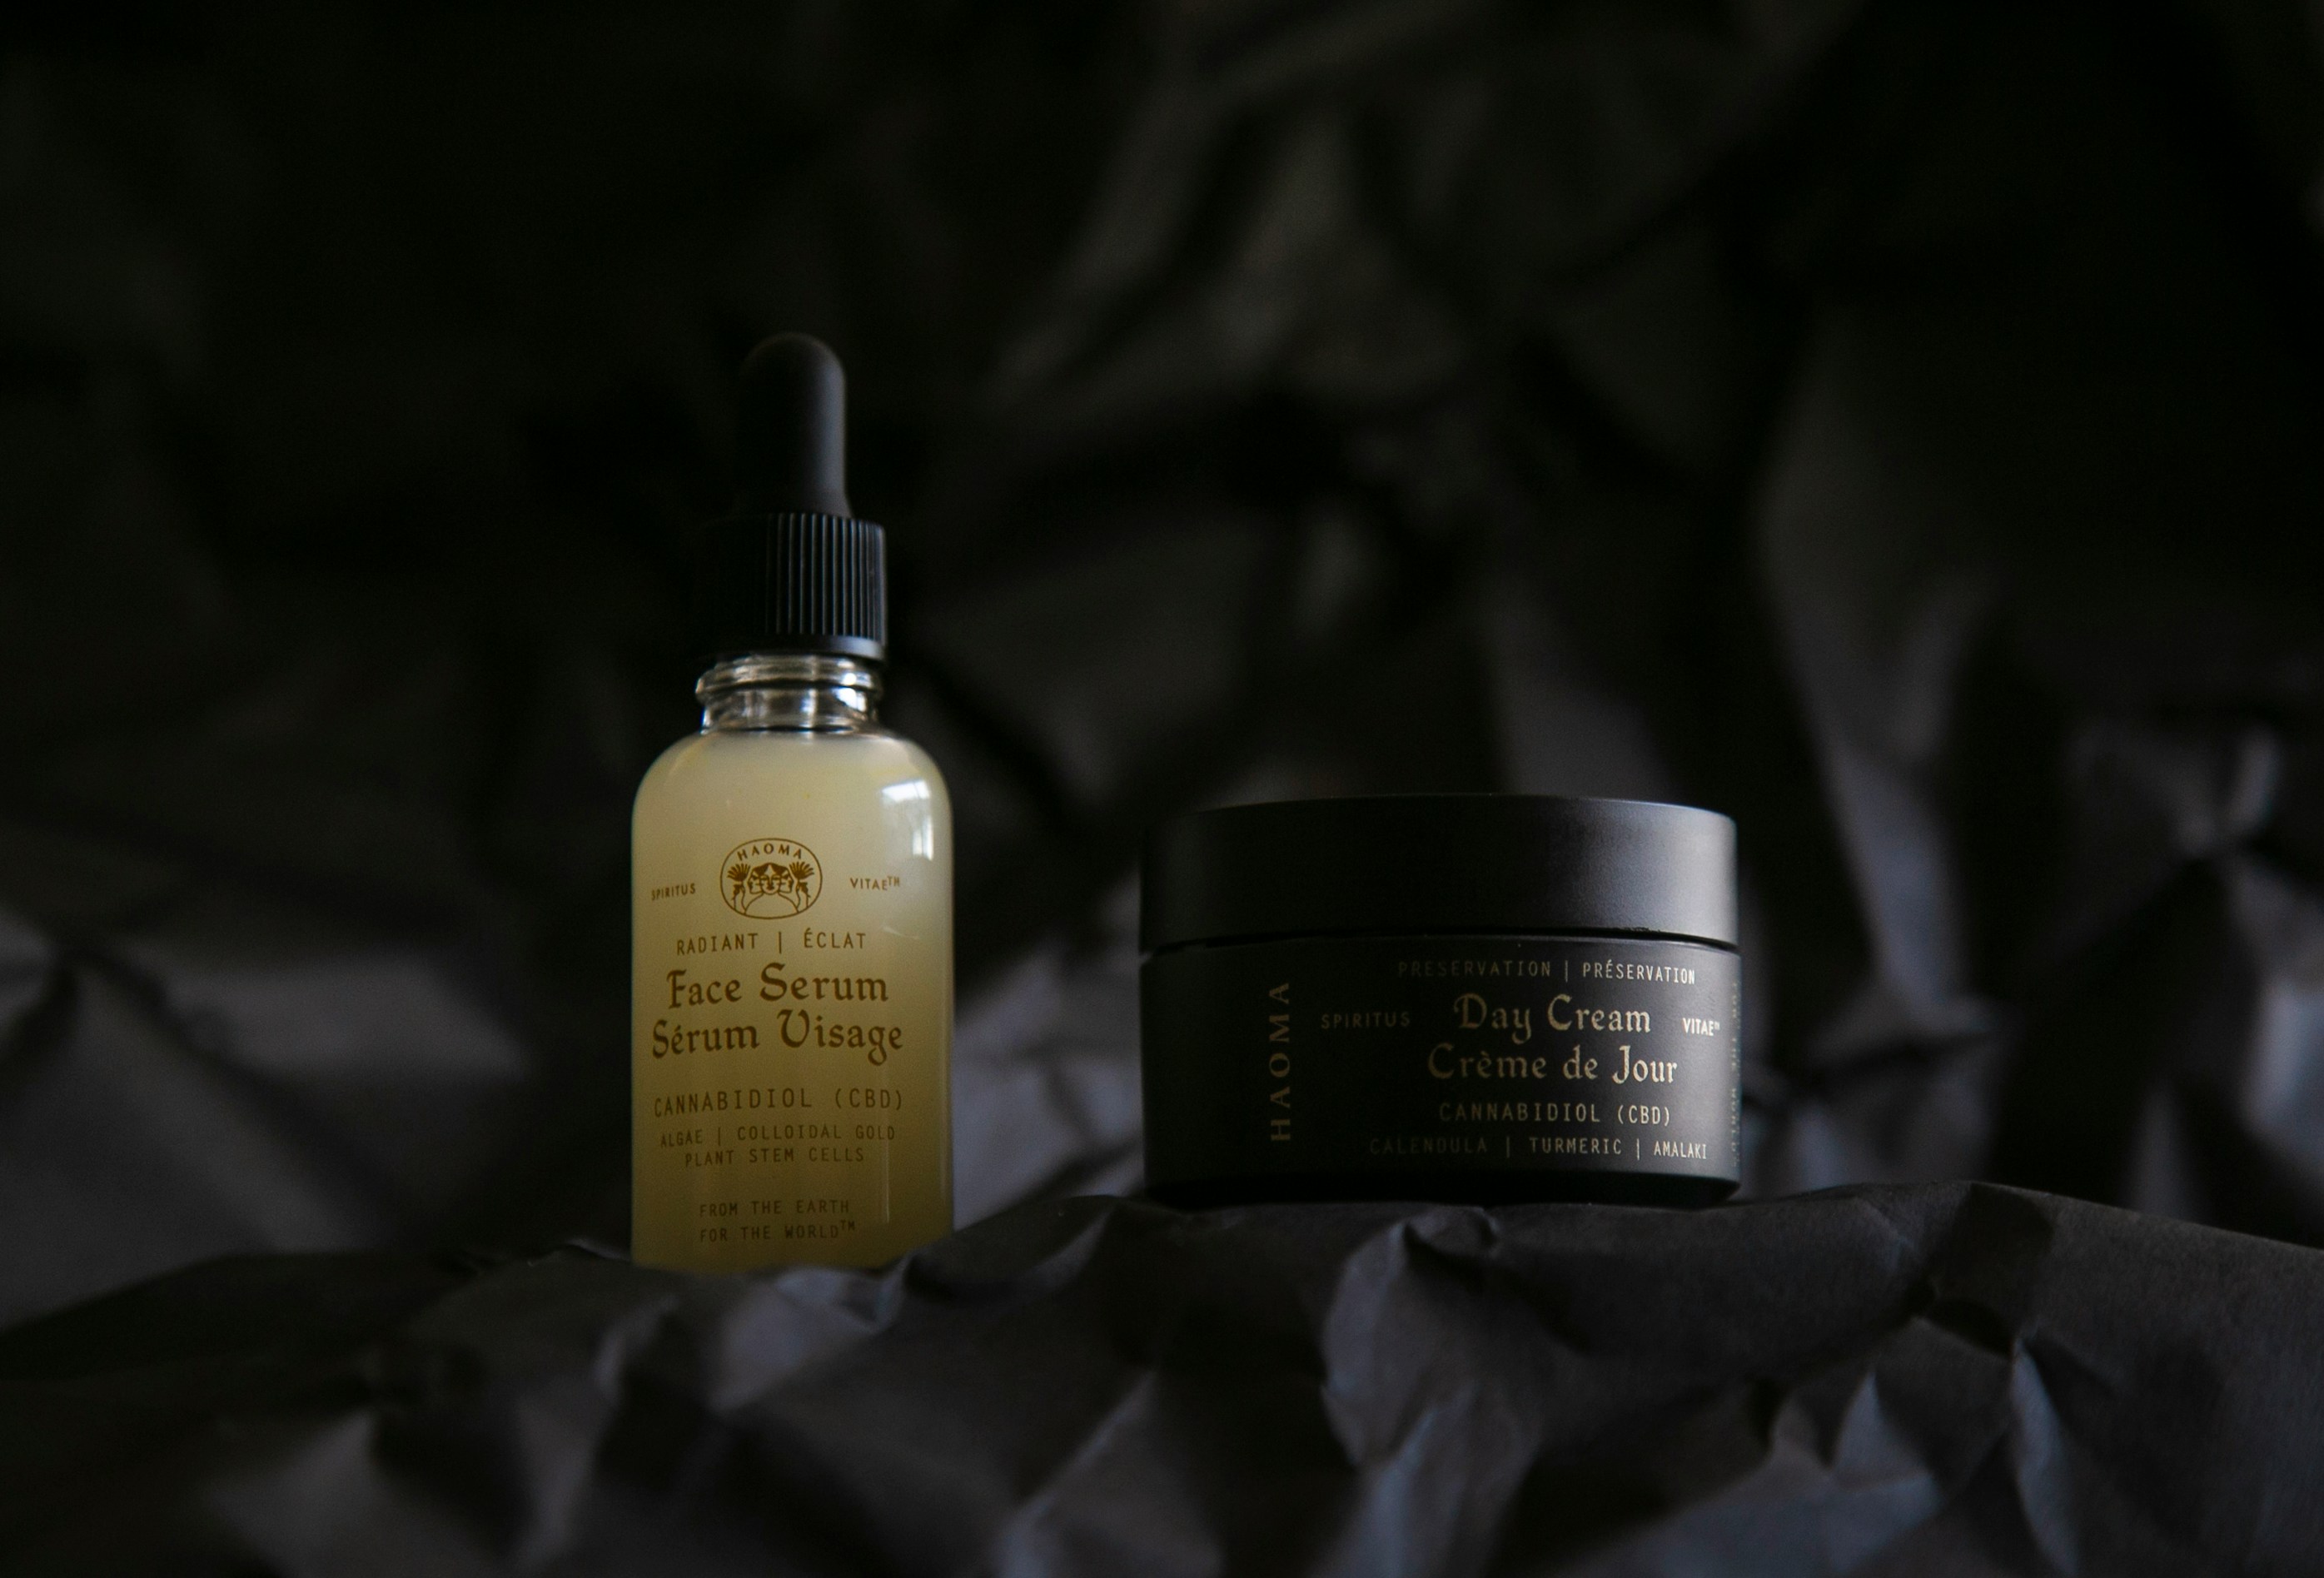 HAOMA
SPIRITUS VITAE™
RADIANT | ÉCLAT
Face Serum
Sérum Visage
CANNABIDIOL (CBD)
ALGAE | COLLOIDAL GOLD
PLANT STEM CELLS
FROM THE EARTH
FOR THE WORLD™
HAOMA
PRESERVATION | PRÉSERVATION
SPIRITUS Day Cream VITAE™
Crème de Jour
CANNABIDIOL (CBD)
CALENDULA | TURMERIC | AMALAKI